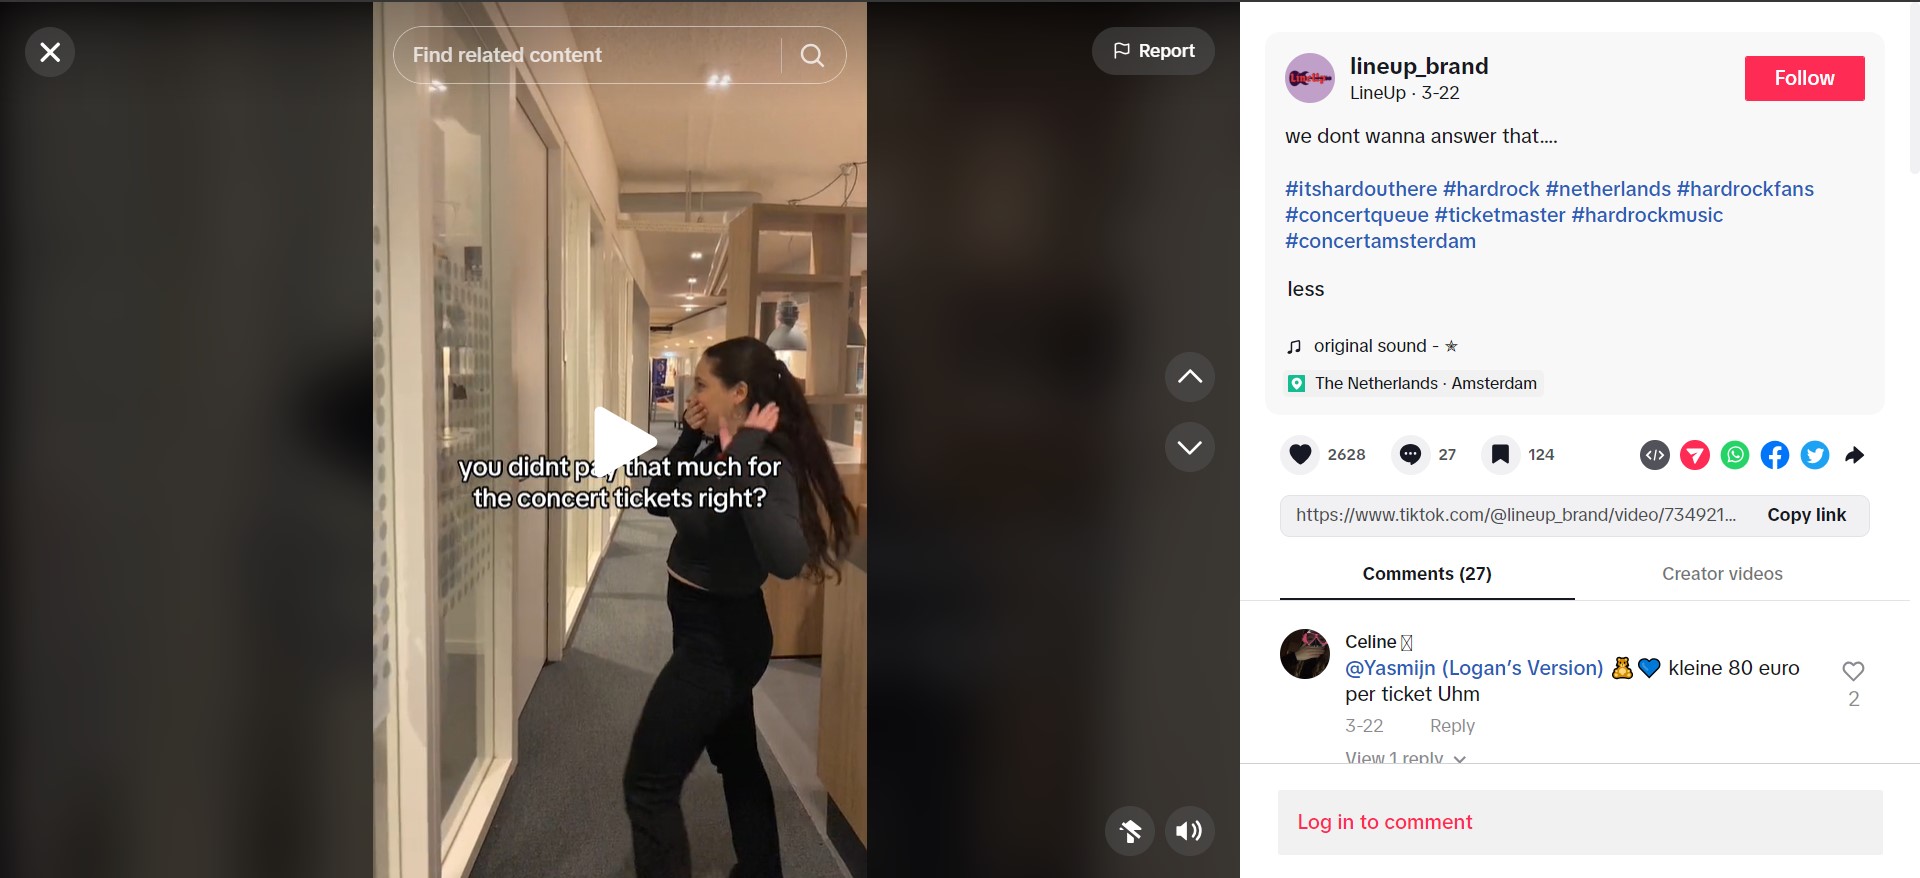 Find related content
Report
you didnt pay that much for
the concert tickets right?
LineUp
lineup_brand
LineUp · 3-22
Follow
we dont wanna answer that....
#itshardouthere #hardrock #netherlands #hardrockfans
#concertqueue #ticketmaster #hardrockmusic
#concertamsterdam
less
original sound - ✯
The Netherlands · Amsterdam
2628
27
124
https://www.tiktok.com/@lineup_brand/video/734921...
Copy link
Comments (27)
Creator videos
Celine
@Yasmijn (Logan’s Version) 🧸💙 kleine 80 euro
per ticket Uhm
2
3-22
Reply
View 1 reply
Log in to comment